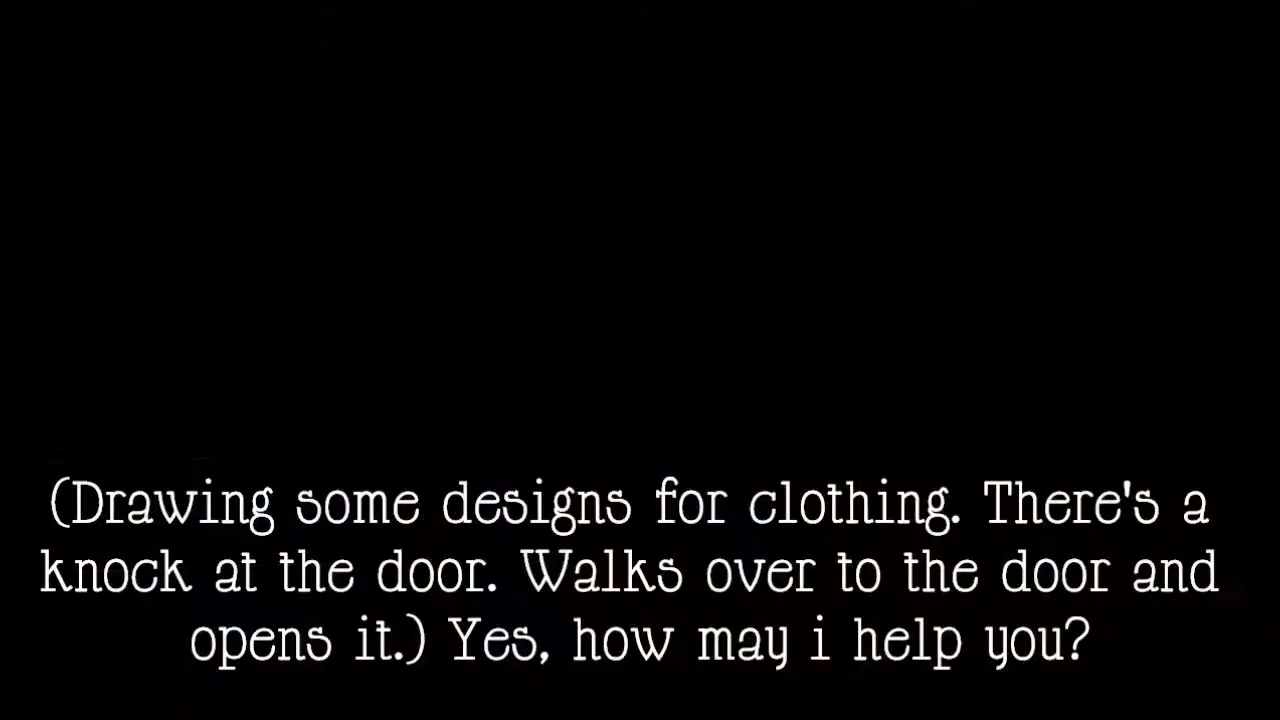 (Drawing some designs for clothing. There's a
knock at the door. Walks over to the door and
opens it.) Yes, how may i help you?